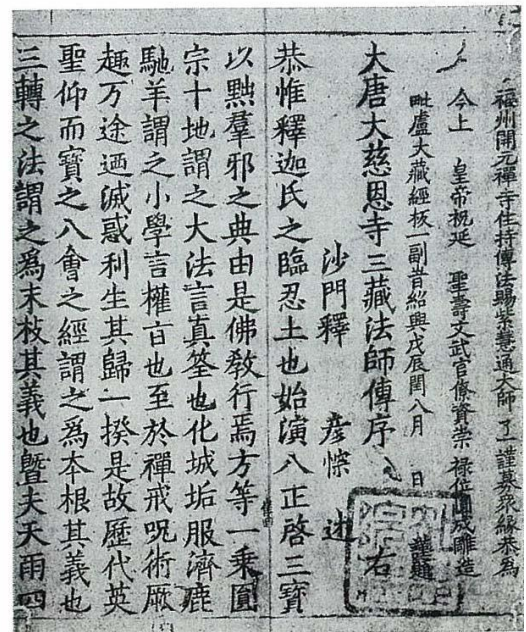 福州開元禪寺住持傳法賜紫慧通大師了一謹募衆緣恭為
今上 皇帝祝延 聖壽文武官僚資崇 祿位圓成雕造
毗盧大藏經板一副昔紹興戊辰閏八月 日 謹題
大唐大慈恩寺三藏法師傳序 右
沙門釋 彦悰 述
恭惟釋迦氏之臨忍土也始演八正啓三寶
以黜羣邪之典由是佛教行焉方等一乘圓
宗十地謂之大法言真筌也化城垢服濟鹿
馳羊謂之小學言權旨也至於禪戒呪術厥
趣万途迺滅惑利生其歸一揆是故歷代英
聖仰而寶之八會之經謂之為本根其義也
三轉之法謂之爲末枝其義也暨夫天雨四